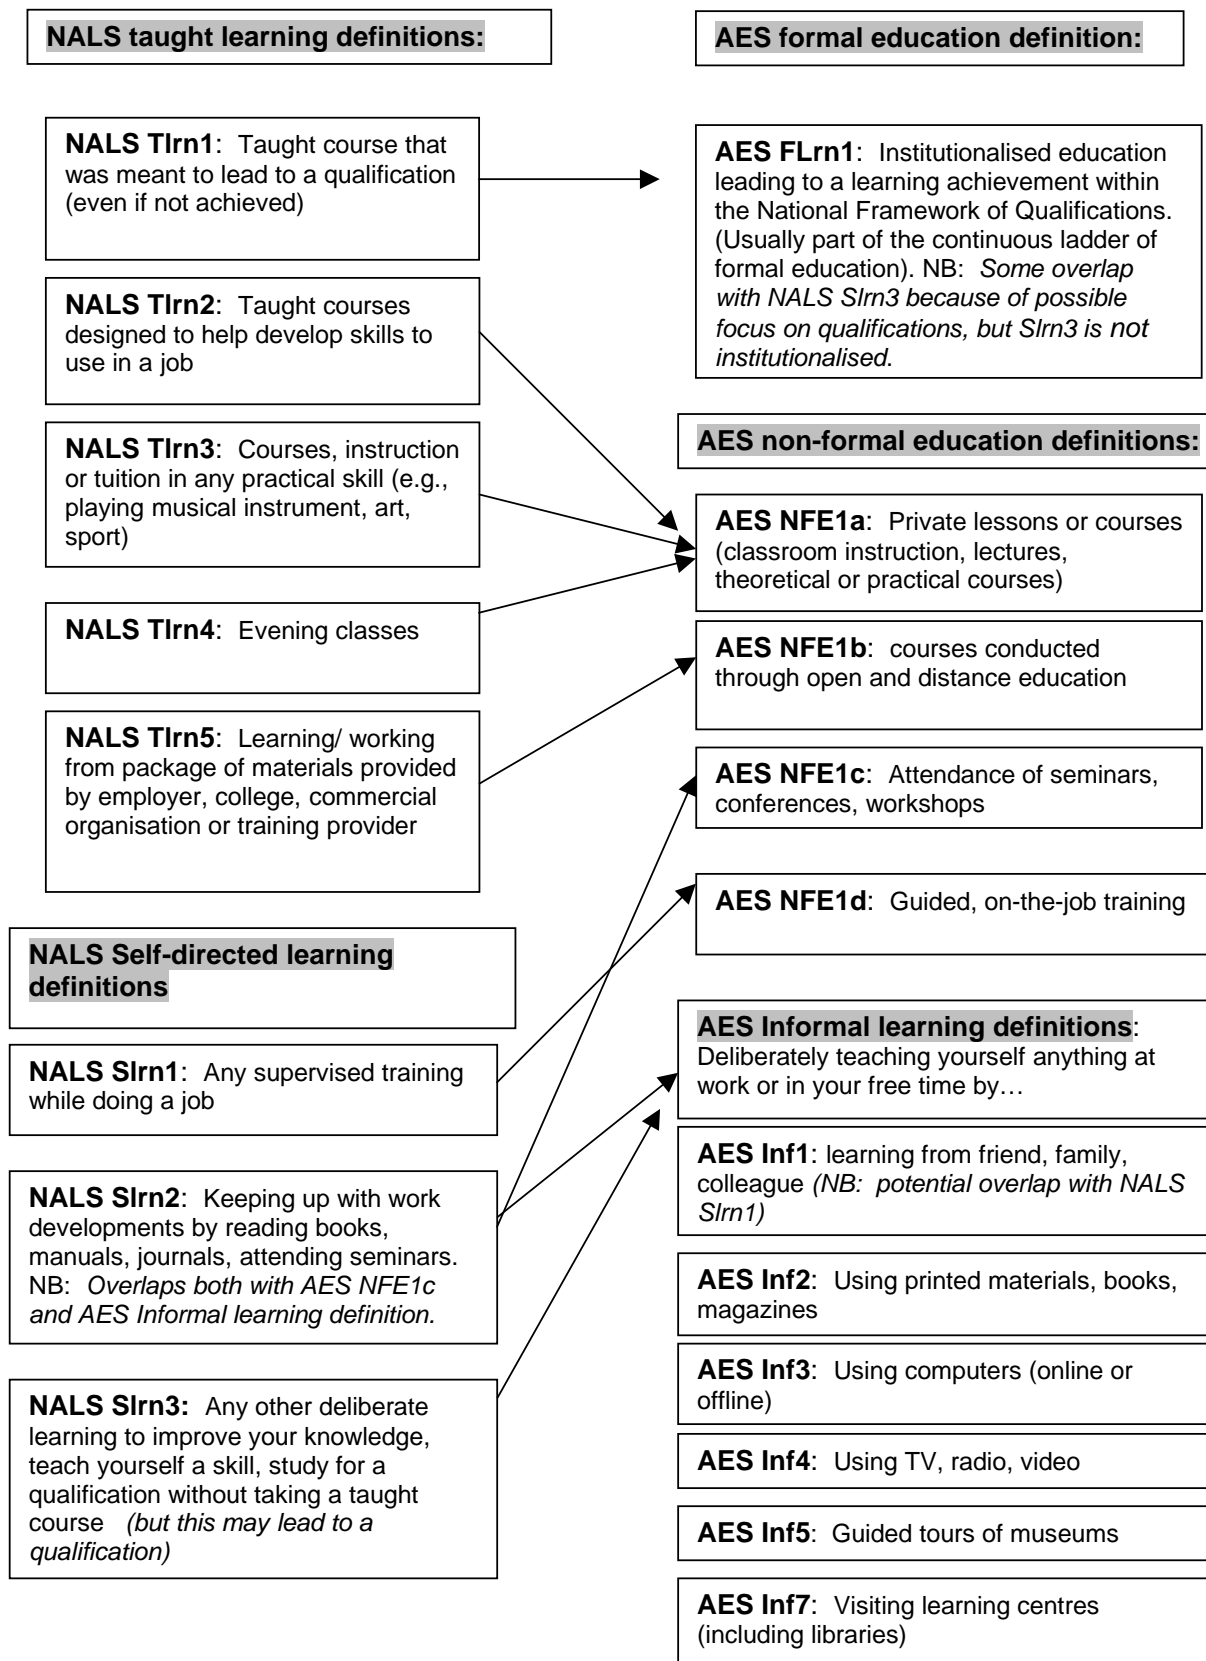 NALS taught learning definitions:
NALS Tlrn1: Taught course that
was meant to lead to a qualification
(even if not achieved)
NALS Tlrn2: Taught courses
designed to help develop skills to
use in a job
NALS Tlrn3: Courses, instruction
or tuition in any practical skill (e.g.,
playing musical instrument, art,
sport)
NALS Tlrn4: Evening classes
NALS Tlrn5: Learning/ working
from package of materials provided
by employer, college, commercial
organisation or training provider
NALS Self-directed learning
definitions
NALS Slrn1: Any supervised training
while doing a job
NALS Slrn2: Keeping up with work
developments by reading books,
manuals, journals, attending seminars.
NB: Overlaps both with AES NFE1c
and AES Informal learning definition.
NALS Slrn3: Any other deliberate
learning to improve your knowledge,
teach yourself a skill, study for a
qualification without taking a taught
course (but this may lead to a
qualification)
AES formal education definition:
AES FLrn1: Institutionalised education
leading to a learning achievement within
the National Framework of Qualifications.
(Usually part of the continuous ladder of
formal education). NB: Some overlap
with NALS Slrn3 because of possible
focus on qualifications, but Slrn3 is not
institutionalised.
AES non-formal education definitions:
AES NFE1a: Private lessons or courses
(classroom instruction, lectures,
theoretical or practical courses)
AES NFE1b: courses conducted
through open and distance education
AES NFE1c: Attendance of seminars,
conferences, workshops
AES NFE1d: Guided, on-the-job training
AES Informal learning definitions:
Deliberately teaching yourself anything at
work or in your free time by…
AES Inf1: learning from friend, family,
colleague (NB: potential overlap with NALS
Slrn1)
AES Inf2: Using printed materials, books,
magazines
AES Inf3: Using computers (online or
offline)
AES Inf4: Using TV, radio, video
AES Inf5: Guided tours of museums
AES Inf7: Visiting learning centres
(including libraries)